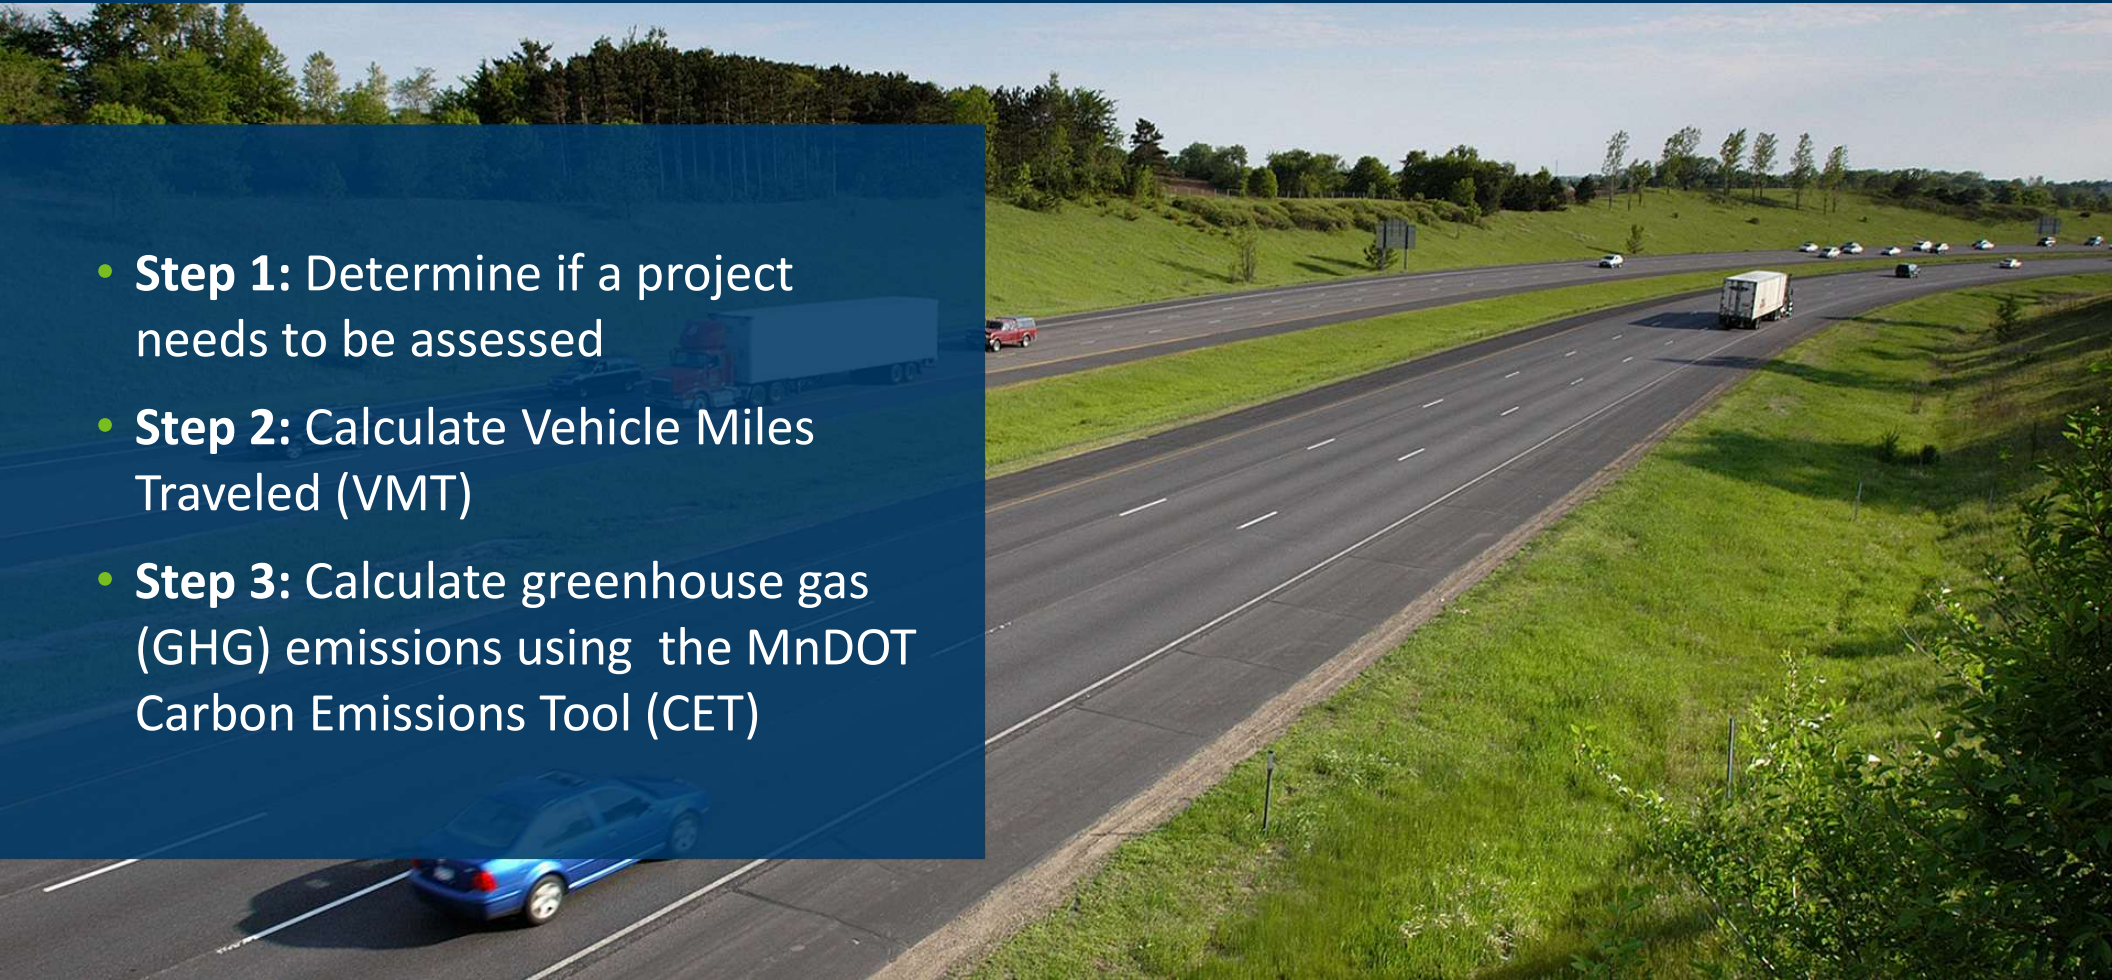 • Step 1: Determine if a project
needs to be assessed
• Step 2: Calculate Vehicle Miles
Traveled (VMT)
• Step 3: Calculate greenhouse gas
(GHG) emissions using  the MnDOT
Carbon Emissions Tool (CET)